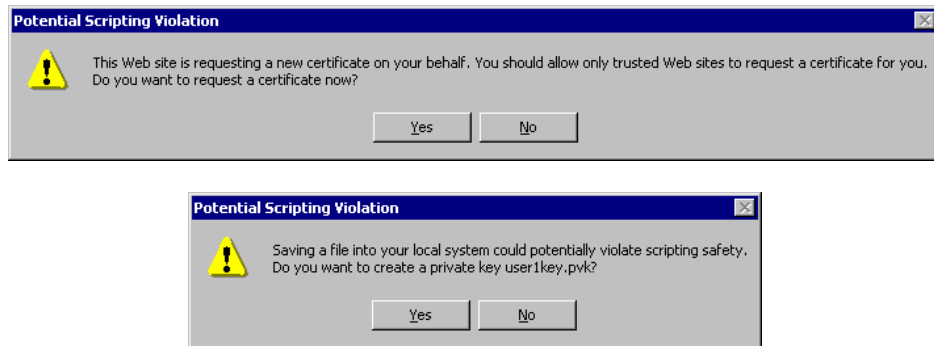 Potential Scripting Violation
This Web site is requesting a new certificate on your behalf. You should allow only trusted Web sites to request a certificate for you.
Do you want to request a certificate now?
Yes No
Potential Scripting Violation
Saving a file into your local system could potentially violate scripting safety.
Do you want to create a private key user1key.pvk?
Yes No